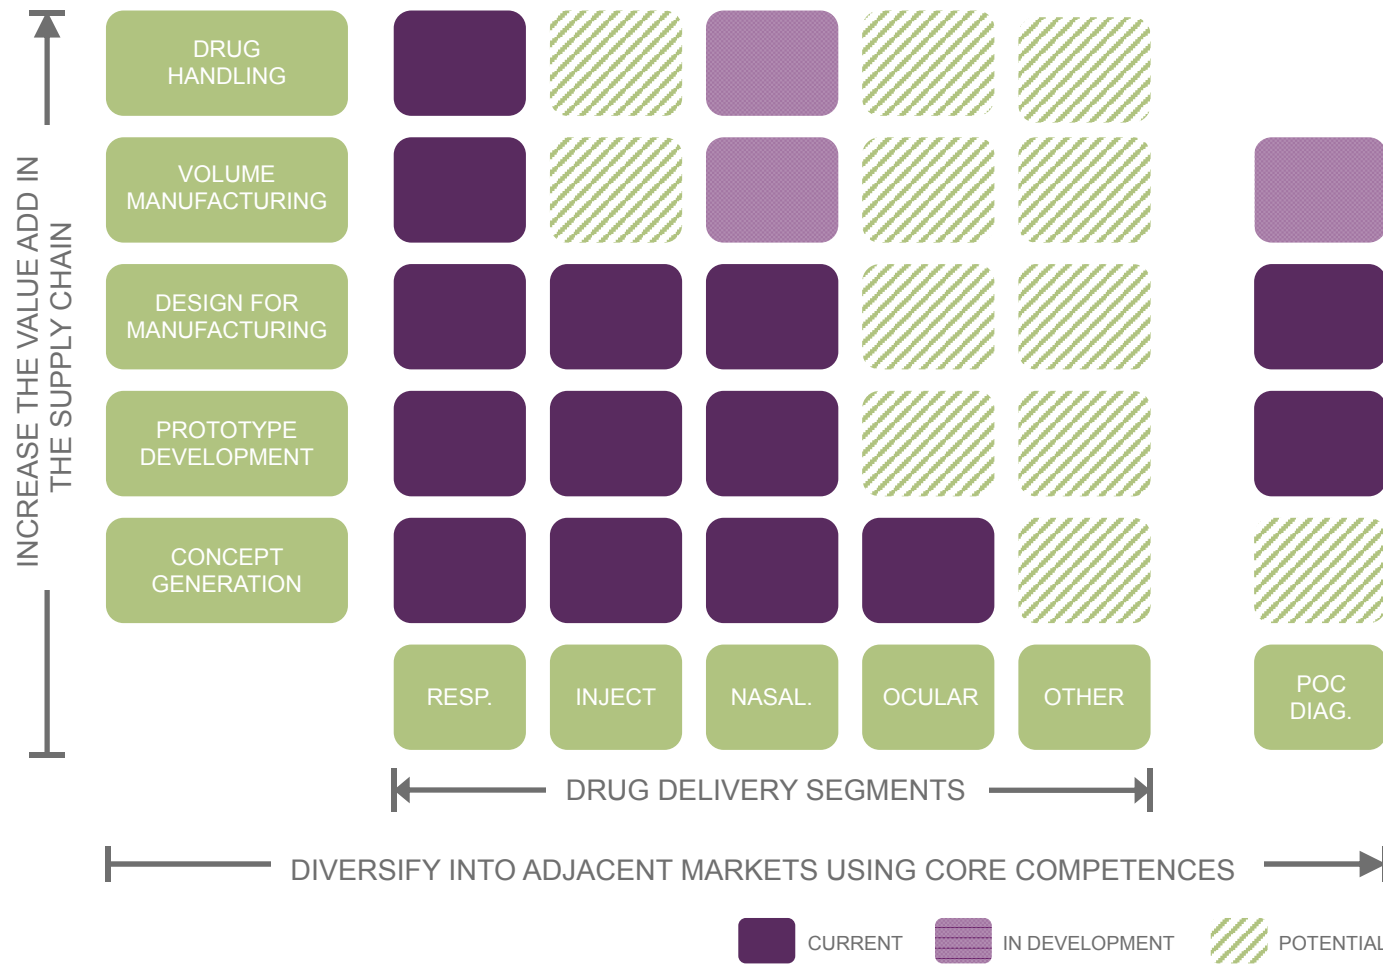 INCREASE THE VALUE ADD IN
THE SUPPLY CHAIN
DRUG
HANDLING
VOLUME
MANUFACTURING
DESIGN FOR
MANUFACTURING
PROTOTYPE
DEVELOPMENT
CONCEPT
GENERATION
RESP.
INJECT
NASAL.
OCULAR
OTHER
POC
DIAG.
DRUG DELIVERY SEGMENTS
DIVERSIFY INTO ADJACENT MARKETS USING CORE COMPETENCES
CURRENT
IN DEVELOPMENT
POTENTIAL